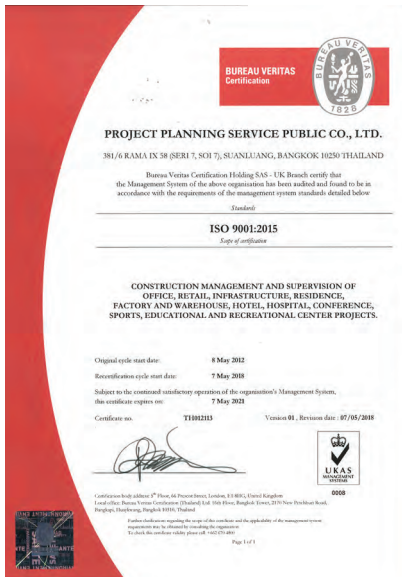 BUREAU VERITAS
Certification
BUREAU VERITAS
1828
PROJECT PLANNING SERVICE PUBLIC CO., LTD.
381/6 RAMA IX 58 (SERI 7, SOI 7), SUANLUANG, BANGKOK 10250 THAILAND
Bureau Veritas Certification Holding SAS - UK Branch certify that
the Management System of the above organisation has been audited and found to be in
accordance with the requirements of the management system standards detailed below
Standards
ISO 9001:2015
Scope of certification
CONSTRUCTION MANAGEMENT AND SUPERVISION OF
OFFICE, RETAIL, INFRASTRUCTURE, RESIDENCE,
FACTORY AND WAREHOUSE, HOTEL, HOSPITAL, CONFERENCE,
SPORTS, EDUCATIONAL AND RECREATIONAL CENTER PROJECTS.
Original cycle start date: 8 May 2012
Recertification cycle start date: 7 May 2018
Subject to the continued satisfactory operation of the organisation's Management System,
this certificate expires on: 7 May 2021
Certificate no. TH012113 Version 01, Revision date : 07/05/2018
UKAS
MANAGEMENT
SYSTEMS
0008
Certification body address: 5th Floor, 66 Prescot Street, London, E1 8HG, United Kingdom
Local office: Bureau Veritas Certification (Thailand) Ltd. 16th Floor, Bangkok Tower, 2170 New Petchburi Road,
Bangkapi, Huaykwang, Bangkok 10310, Thailand
Further clarifications regarding the scope of this certificate and the applicability of the management system
requirements may be obtained by consulting the organisation
To check this certificate validity please call +662 670 4800
Page 1 of 1